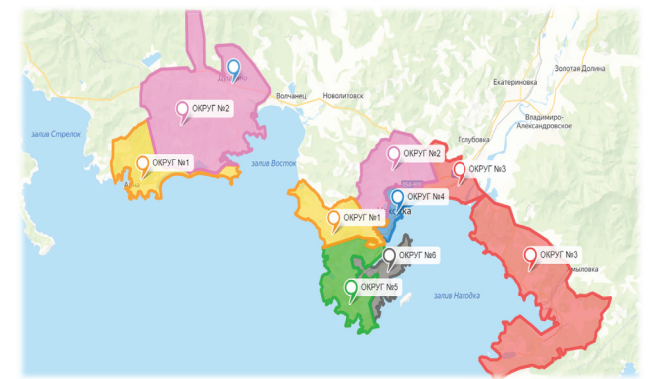 Золотая Долина
Екатериновка
ОКРУГ №2
Волчанец
Новолитовск
Владимиро-
Александровское
залив Стрелок
Голубовка
ОКРУГ №2
залив Восток
ОКРУГ №1
ОКРУГ №3
ОКРУГ №4
ОКРУГ №1
ОКРУГ №6
ОКРУГ №3
ОКРУГ №5
залив Находка